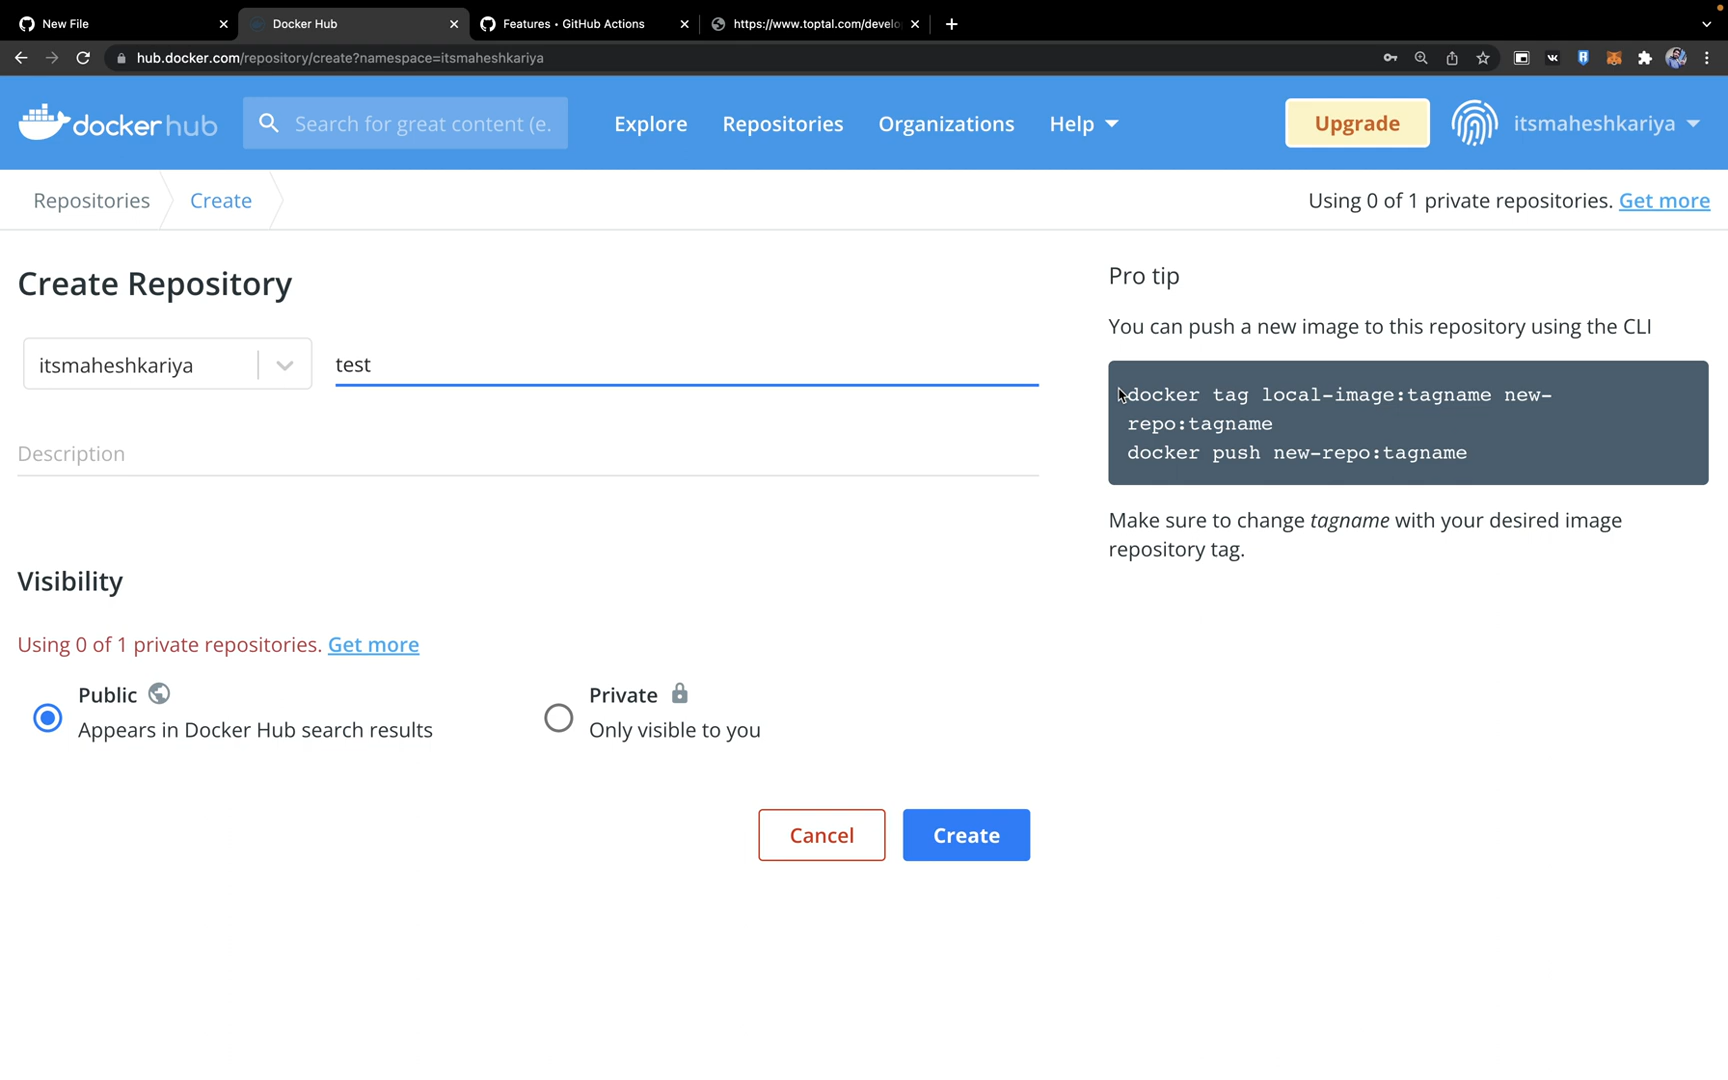 New File
Docker Hub
Features • GitHub Actions
https://www.toptal.com/develo
hub.docker.com/repository/create?namespace=itsmaheshkariya
dockerhub
Search for great content (e.
Explore
Repositories
Organizations
Help
Upgrade
itsmaheshkariya
Repositories
Create
Using 0 of 1 private repositories. Get more
Create Repository
itsmaheshkariya
test
Description
Visibility
Using 0 of 1 private repositories. Get more
Public
Appears in Docker Hub search results
Private
Only visible to you
Cancel
Create
Pro tip
You can push a new image to this repository using the CLI
docker tag local-image:tagname new-
repo:tagname
docker push new-repo:tagname
Make sure to change tagname with your desired image
repository tag.